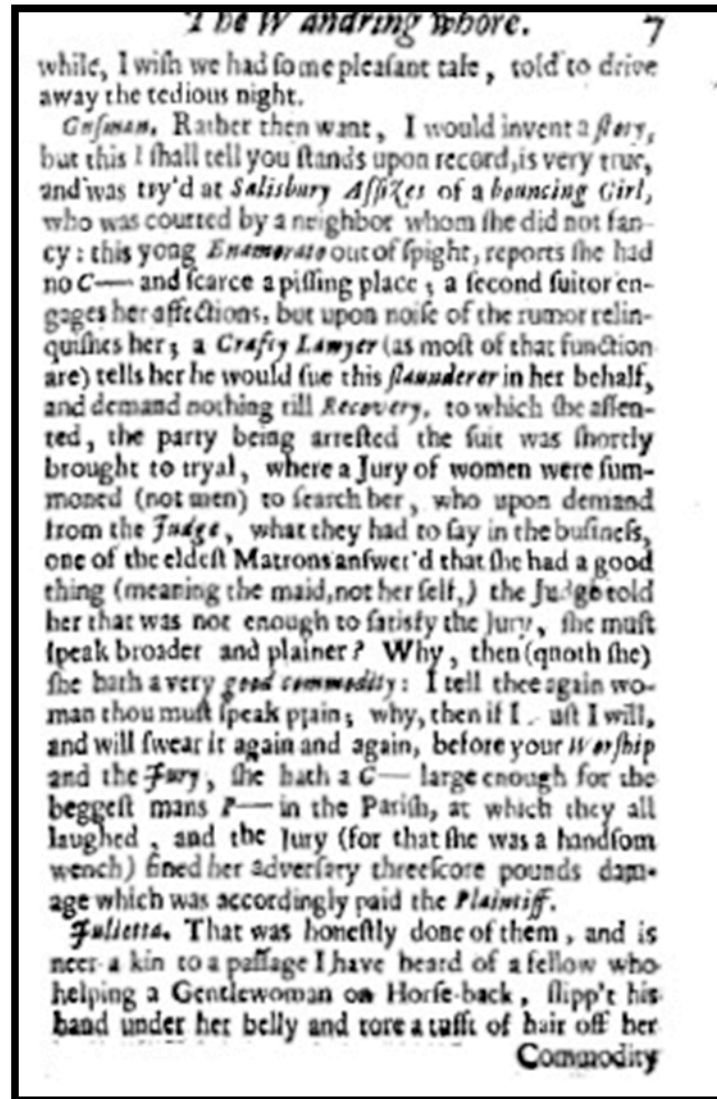 The Wandring whore. 7
while, I wiſh we had ſome pleaſant tale, told to drive
away the tedious night.
Guſman. Rather then want, I would invent a ſtory,
but this I ſhall tell you ſtands upon record, is very true,
and was try'd at Salisbury Aſſizes of a bouncing Girl,
who was courted by a neighbor whom ſhe did not fan-
cy: this yong Enamorato out of ſpight, reports ſhe had
no C— and ſcarce a piſſing place; a ſecond ſuitor en-
gages her affections, but upon noiſe of the rumor relin-
quiſhes her; a Crafty Lawyer (as moſt of that function
are) tells her he would ſue this ſlaunderer in her behalf,
and demand nothing till Recovery, to which ſhe aſſen-
ted, the party being arreſted the ſuit was ſhortly
brought to tryal, where a Jury of women were ſum-
moned (not men) to ſearch her, who upon demand
from the Judge, what they had to ſay in the buſineſs,
one of the eldeſt Matrons anſwer'd that ſhe had a good
thing (meaning the maid, not her ſelf,) the Judge told
her that was not enough to ſatisfy the Jury, ſhe muſt
ſpeak broader and plainer? Why, then (quoth ſhe)
ſhe hath a very good commodity: I tell thee again wo-
man thou muſt ſpeak pſain; why, then if I uſt I will,
and will ſwear it again and again, before your Worſhip
and the Jury, ſhe hath a C— large enough for the
beggeſt mans P— in the Pariſh, at which they all
laughed, and the Jury (for that ſhe was a handſom
wench) fined her adverſary threeſcore pounds dam-
age which was accordingly paid the Plaintiff.
Julietta. That was honeſtly done of them, and is
neer a kin to a paſſage I have heard of a fellow who
helping a Gentlewoman on Horſe-back, ſlipp't his
hand under her belly and tore a tufft of hair off her
Commodity